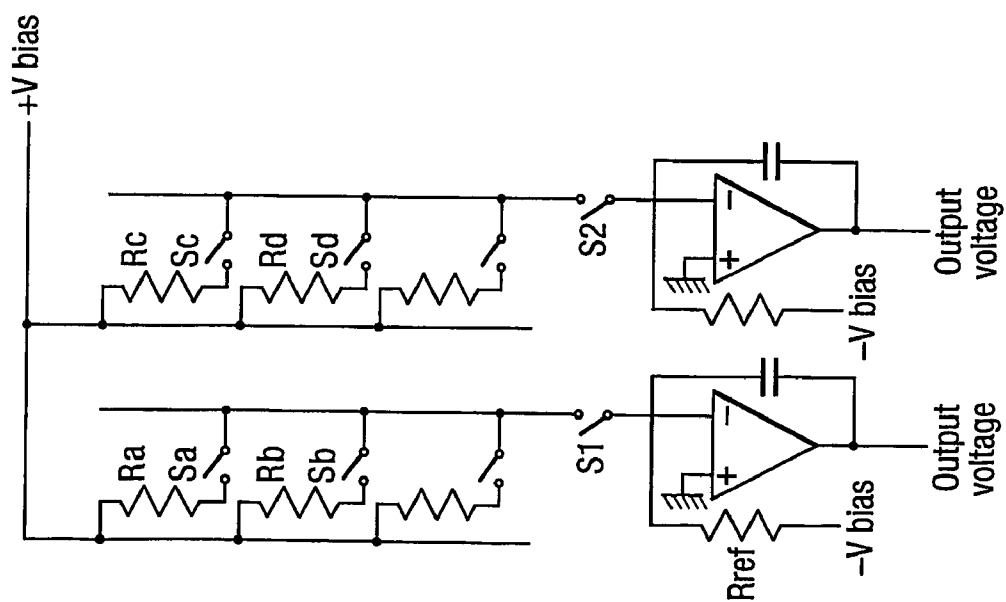 +V bias
Ra
Sa
Rb
Sb
Rc
Sc
Rd
Sd
S1
S2
−
+
−
+
Rref
−V bias
−V bias
Output
voltage
Output
voltage